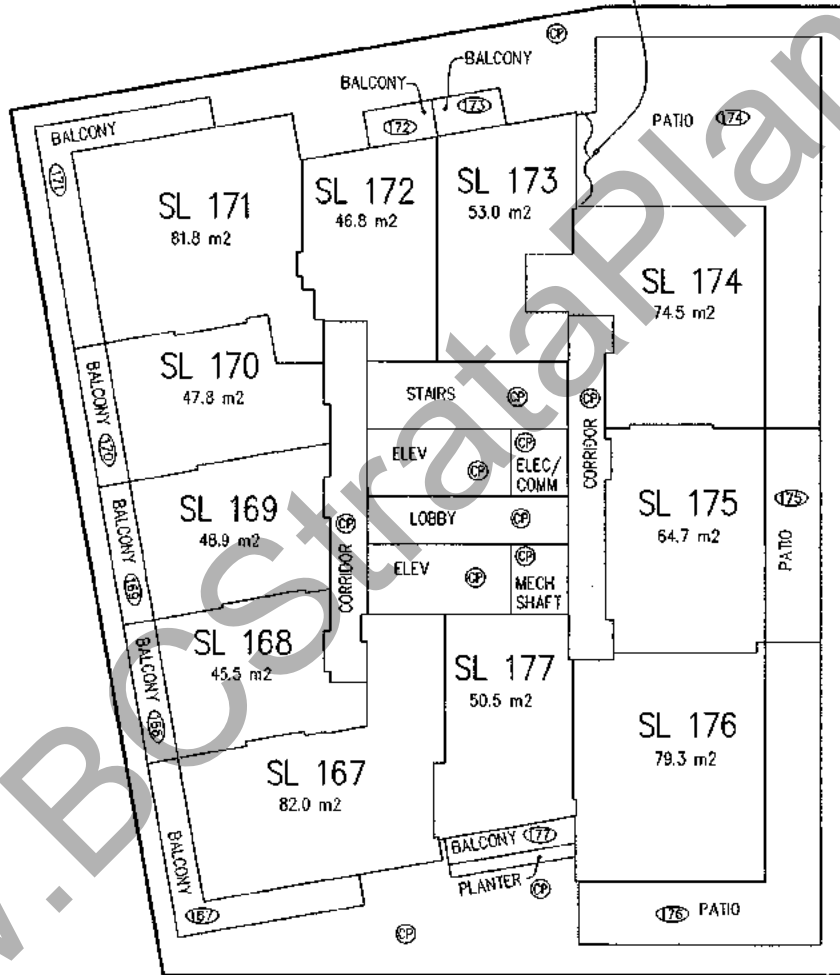 CP
BALCONY
BALCONY
173
172
BALCONY
171
PATIO 174
SL 171
81.8 m2
SL 172
46.8 m2
SL 173
53.0 m2
SL 174
74.5 m2
SL 170
47.8 m2
BALCONY 170
STAIRS CP
CORRIDOR CP
ELEV CP
CP
ELEC/
COMM
SL 169
46.9 m2
BALCONY 169
CORRIDOR CP
LOBBY CP
SL 175
64.7 m2
PATIO 175
ELEV CP
CP
MECH
SHAFT
SL 168
45.5 m2
BALCONY 168
SL 177
50.5 m2
SL 176
79.3 m2
SL 167
82.0 m2
BALCONY 167
BALCONY 177
PLANTER CP
176 PATIO
CP
.BCStrataPlan